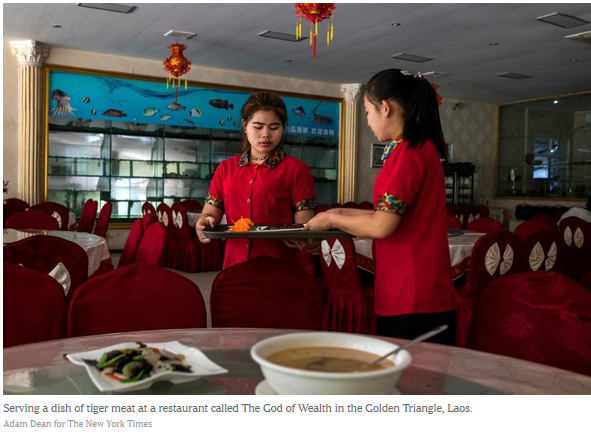 Serving a dish of tiger meat at a restaurant called The God of Wealth in the Golden Triangle, Laos.
Adam Dean for The New York Times